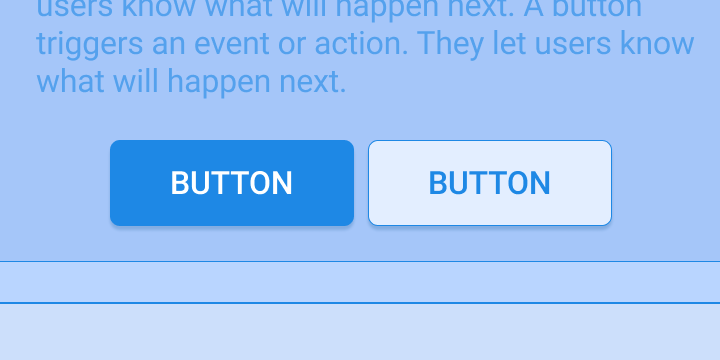 users know what will happen next. A button
triggers an event or action. They let users know
what will happen next.
BUTTON BUTTON